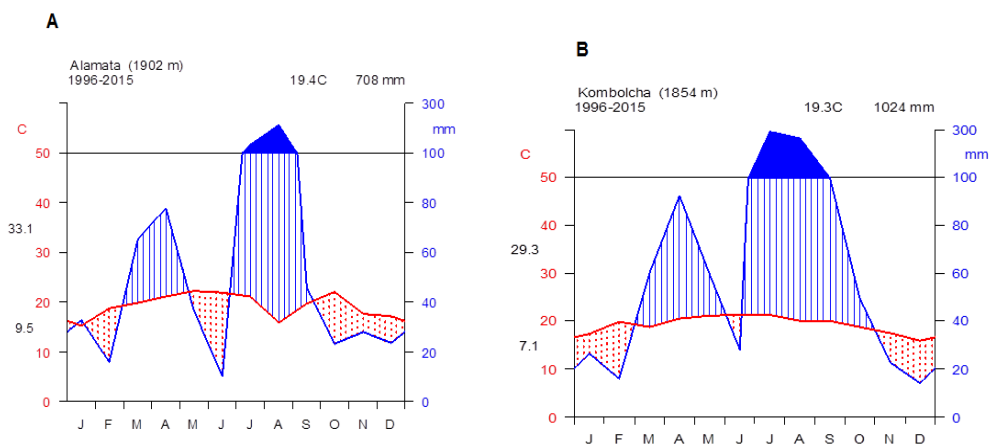 A
Alamata (1902 m)
1996-2015 19.4C 708 mm
C
300
mm
50
100
40
80
33.1
30
60
20
40
9.5
10
20
0
0
J F M A M J J A S O N D
B
Kombolcha (1854 m)
1996-2015 19.3C 1024 mm
C
300
mm
50
100
40
80
29.3
30
60
20
40
7.1
10
20
0
0
J F M A M J J A S O N D